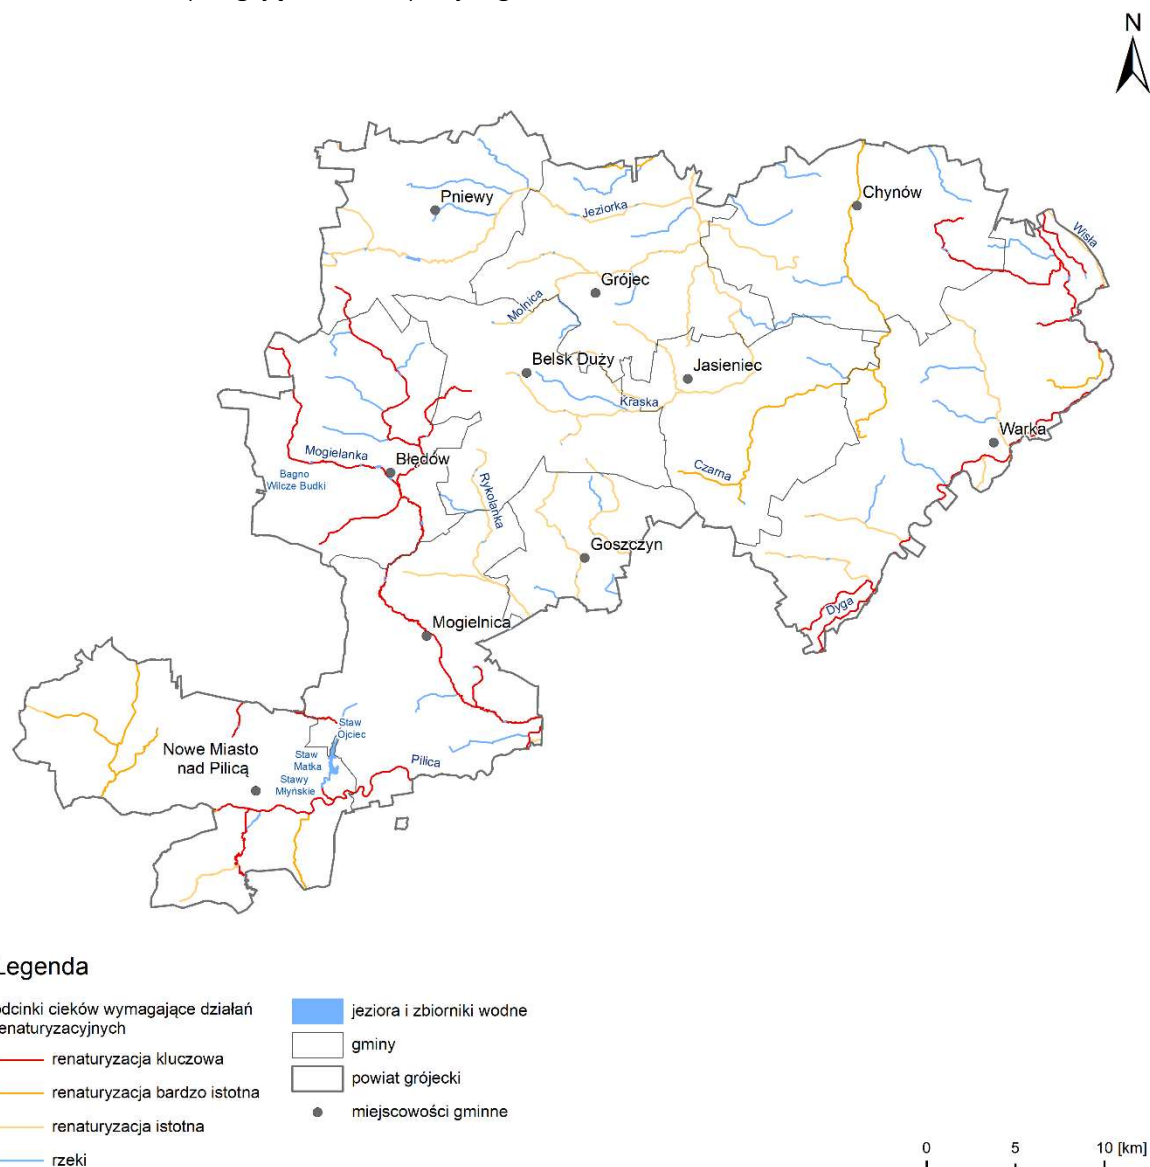 N
Pniewy
Chynów
Jeziorka
Wisła
Grójec
Molnica
Belsk Duży
Jasieniec
Kraska
Warka
Mogielanka
Błędów
Bagno
Wilcze Budki
Czarna
Rykolanka
Goszczyn
Dyga
Mogielnica
Staw
Ojciec
Nowe Miasto
nad Pilicą
Staw
Matka
Pilica
Stawy
Młyńskie
Legenda
odcinki cieków wymagające działań
renaturyzacyjnych
renaturyzacja kluczowa
renaturyzacja bardzo istotna
renaturyzacja istotna
rzeki
jeziora i zbiorniki wodne
gminy
powiat grójecki
miejscowości gminne
0 5 10 [km]